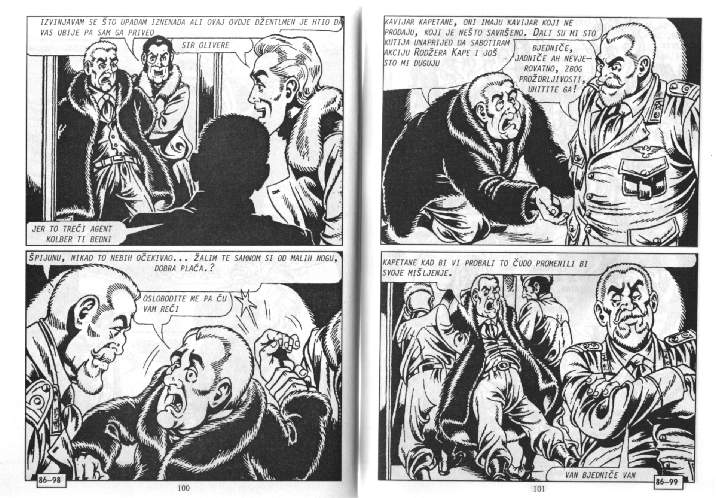 IZVINJAVAM SE ŠTO UPADAM IZNENADA ALI OVAJ OVDJE DŽENTLMEN JE HTIO DA
VAS UBIJE PA SAM GA PRIVEO
SIR OLIVERE
JER TO TREĆI AGENT
KOLBER TI BEDNI
ŠPIJUNU, NIKAD TO NEBIH OČEKIVAO... ŽALIM TE SAMNOM SI OD MALIH NOGU,
DOBRA PLAČA.?
OSLOBODITE ME PA ČU
VAM REČI
86-98
100
KAVIJAR KAPETANE, ONI IMAJU KAVIJAR KOJI NE
PRODAJU, KOJI JE NEŠTO SAVRŠENO. DALI SU MI STO
KUTIJA UNAPRIJED DA SABOTIRAM
AKCIJU RODŽERA KAPE I JOŠ
STO MI DUGUJU
BJEDNIČE,
JADNIČE AH NEVJE-
ROVATNO, ZBOG
PROŽDRLJIVOSTI,
UHITITE GA!
KAPETANE KAD BI VI PROBALI TO ČUDO PROMENILI BI
SVOJE MIŠLJENJE.
VAN BJEDNIČE VAN
101
86-99